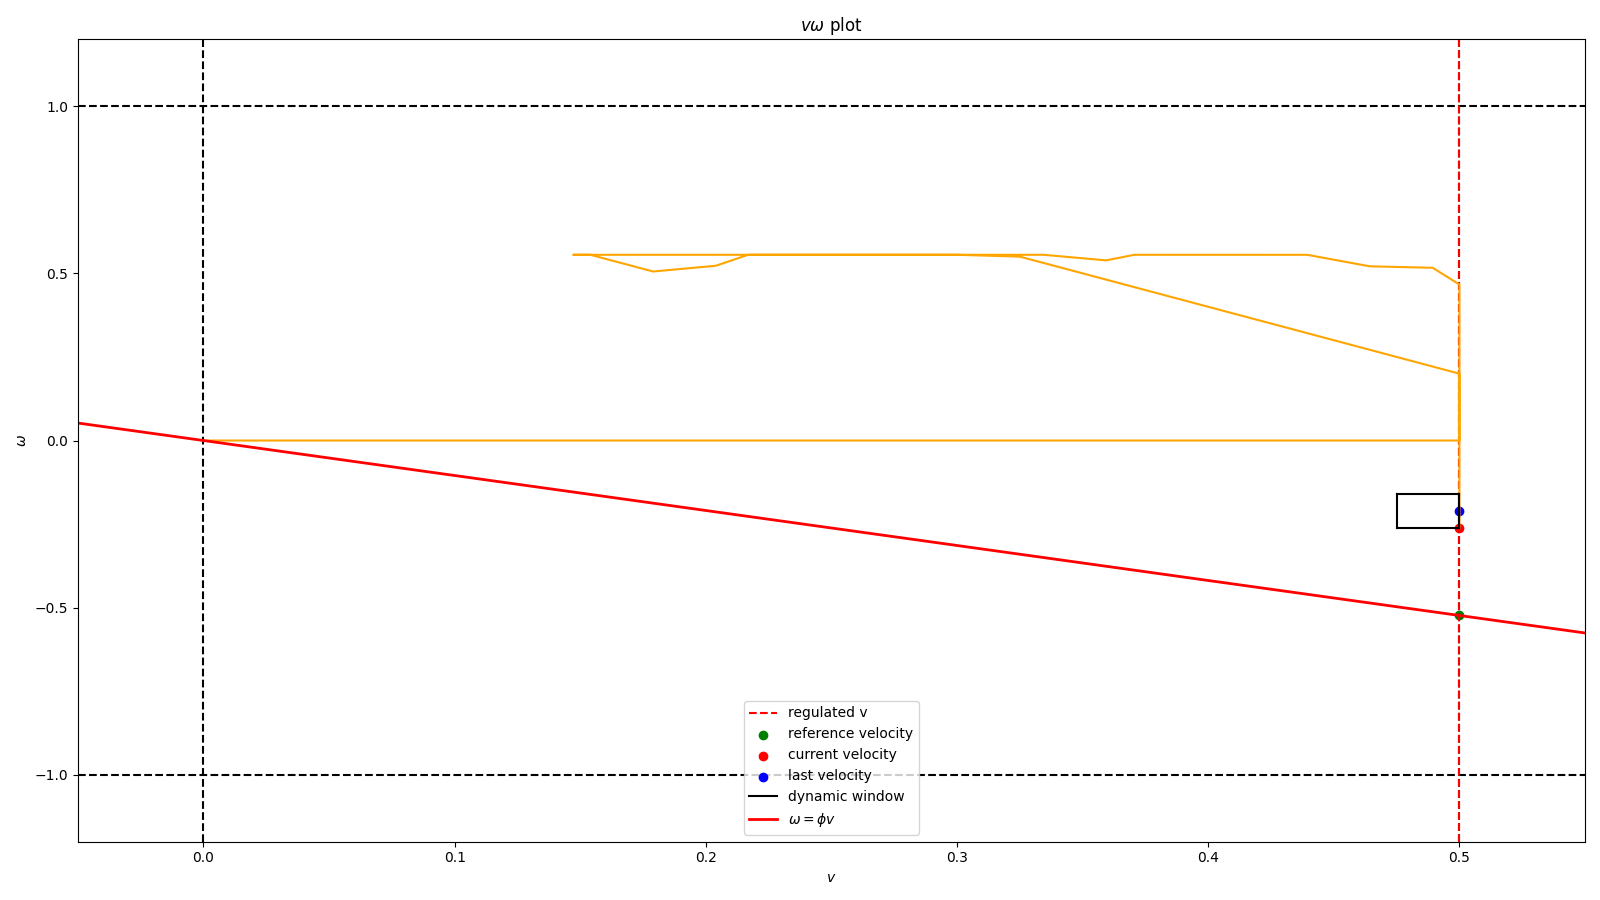 vω plot
1.0
0.5
0.0
−0.5
−1.0
ω
0.0 0.1 0.2 0.3 0.4 0.5
v
regulated v
reference velocity
current velocity
last velocity
dynamic window
ω = ϕv